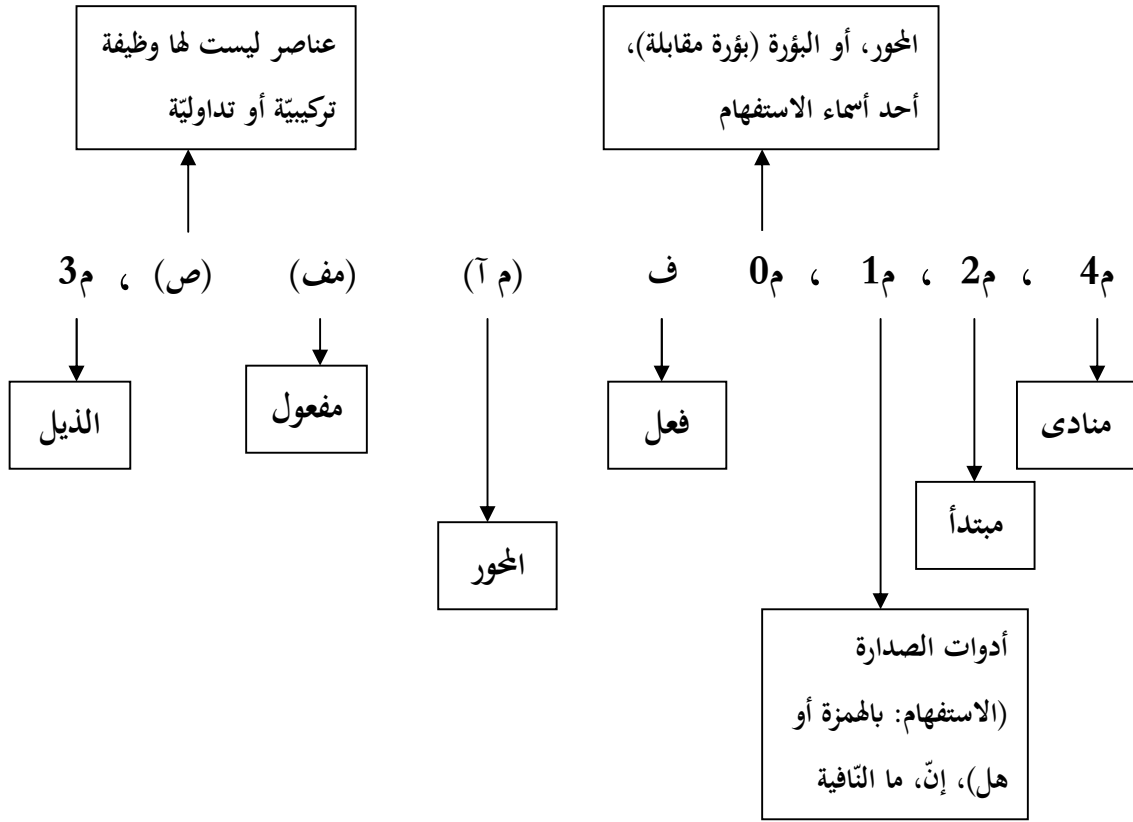 المحور، أو البؤرة (بؤرة مقابلة)،
أحد أسماء الاستفهام
عناصر ليست لها وظيفة
تركيبيّة أو تداوليّة
م4 ، م2 ، م1 ، م0 ف (م آ) (مف) (ص) ، م3
منادى
مبتدأ
أدوات الصدارة
(الاستفهام: بالهمزة أو
هل)، إنّ، ما النّافية
فعل
المحور
مفعول
الذيل